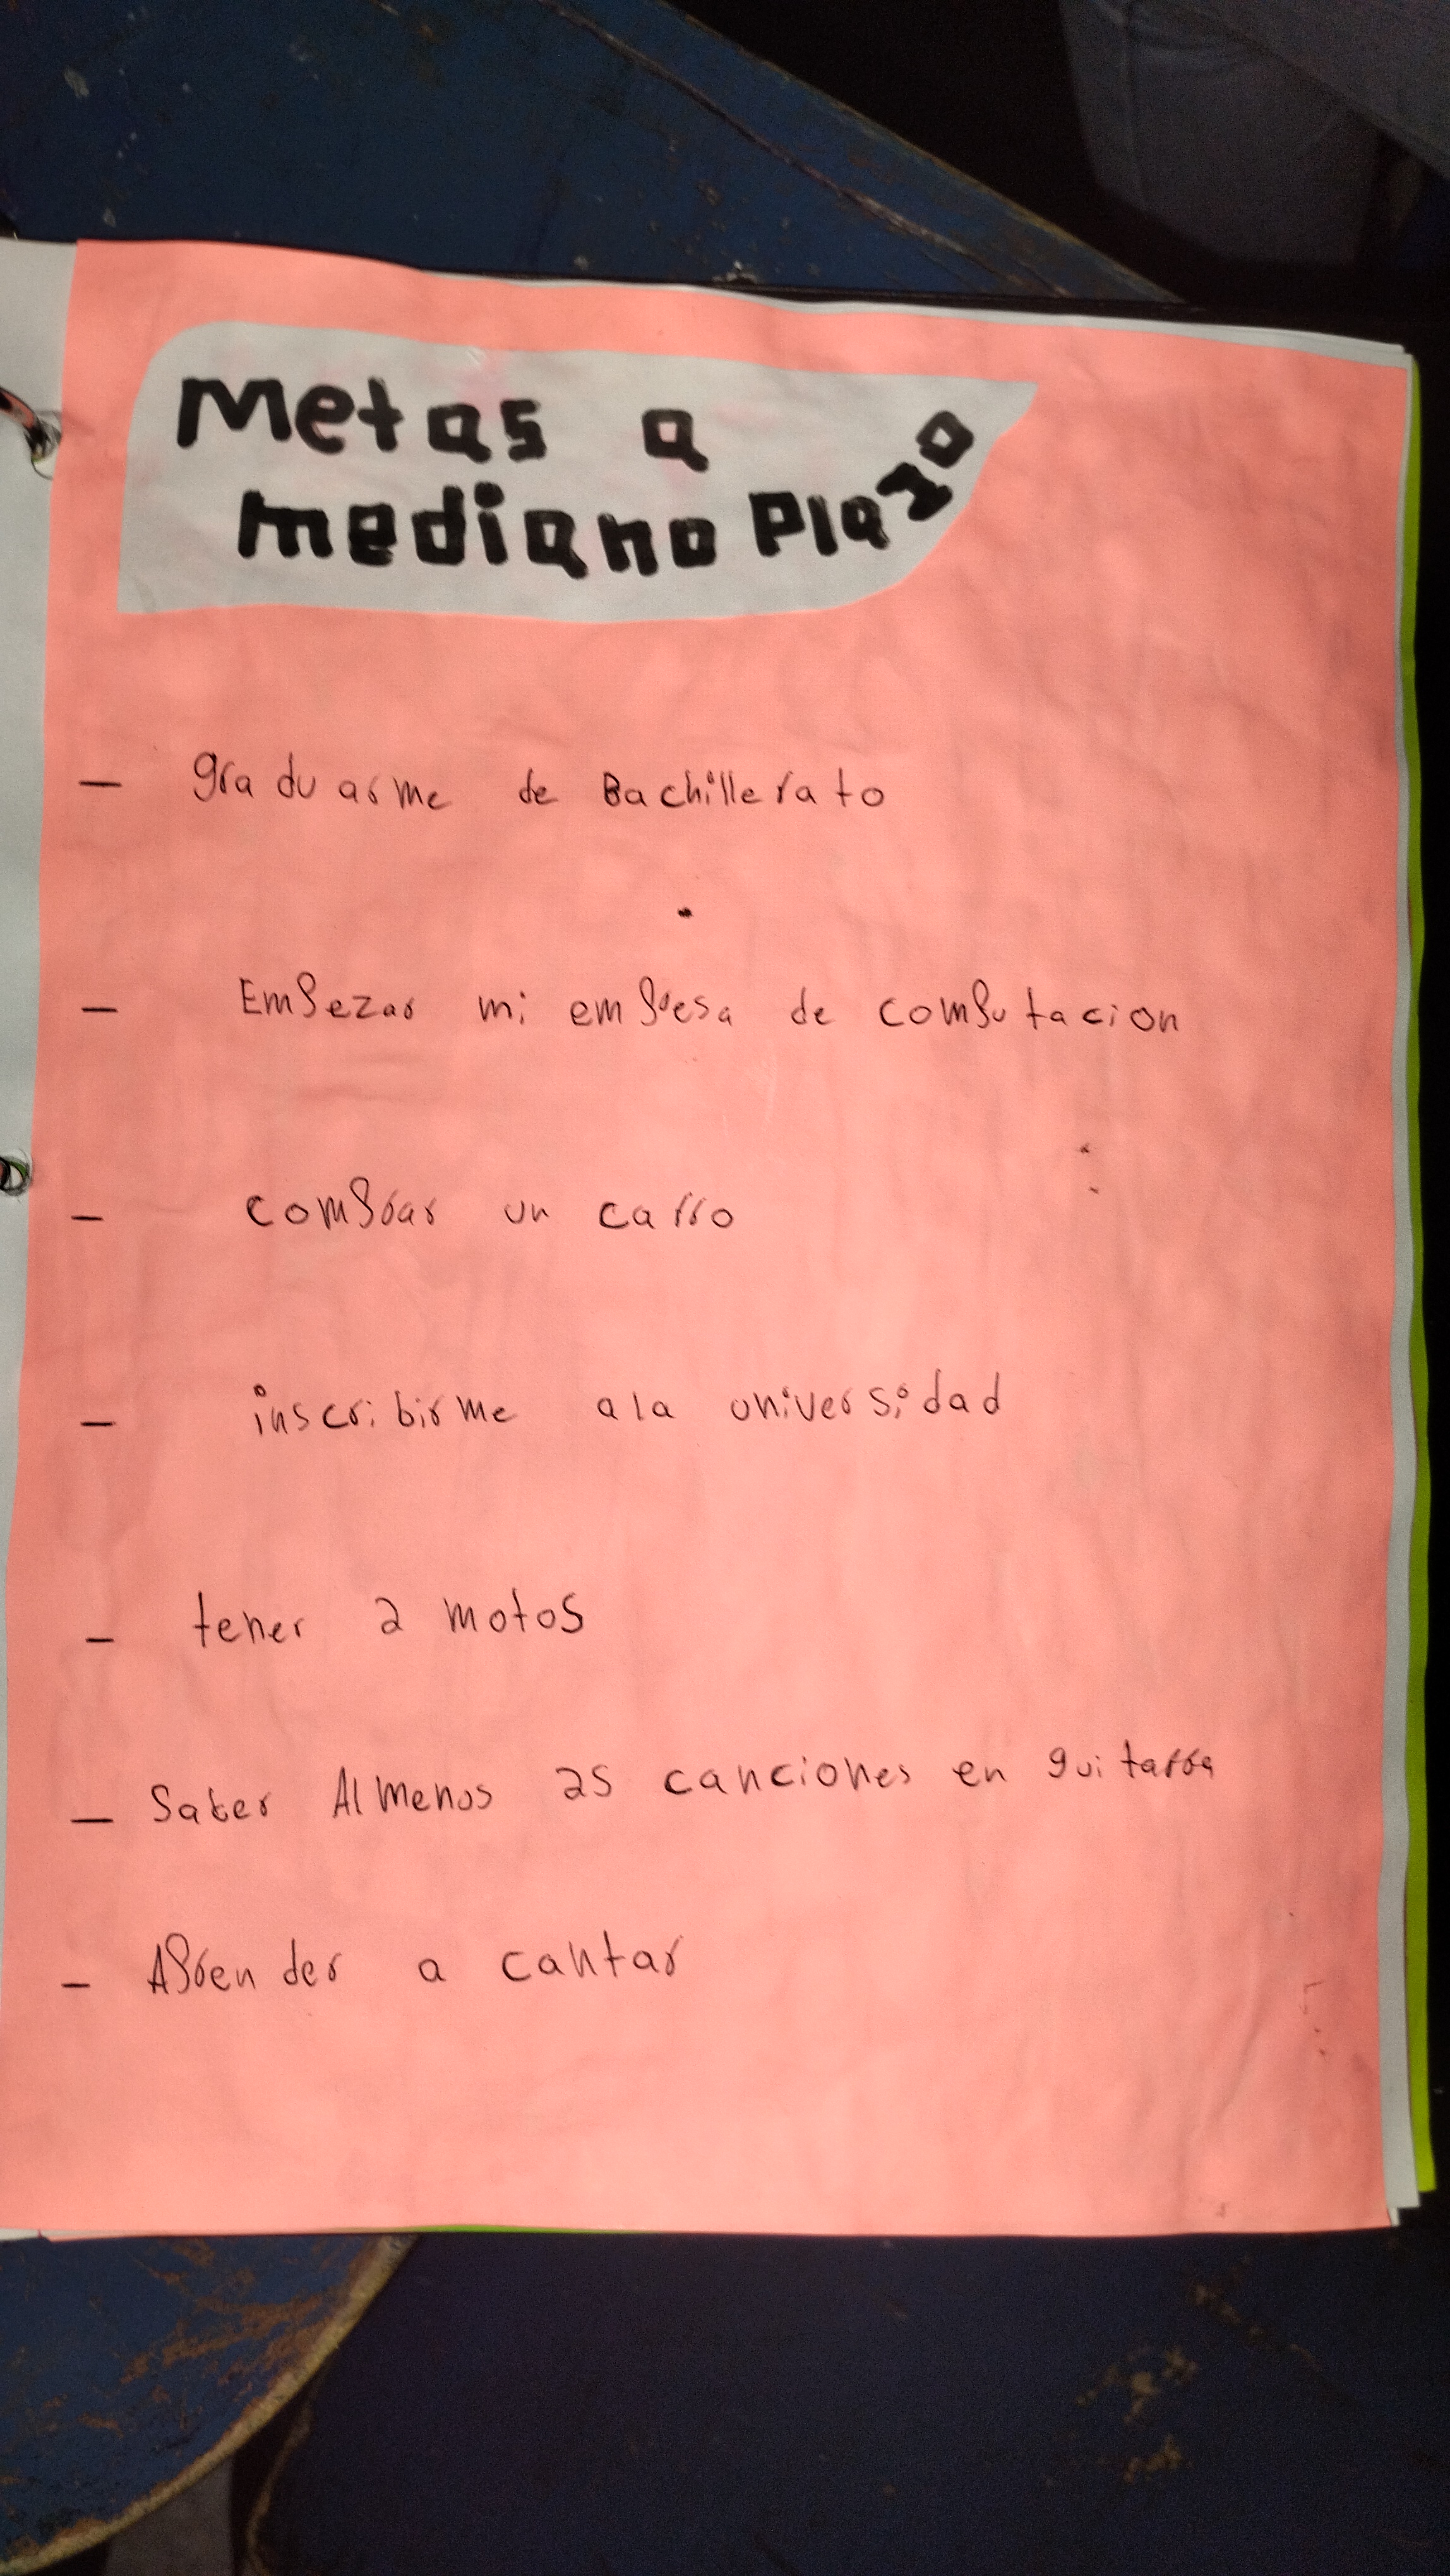 Metas a
mediano Plazo
- graduarme de Bachillerato
- Empezar mi empresa de computacion
- comprar un carro
- inscribirme a la universidad
- tener 2 motos
- Saber Almenos 25 canciones en guitarra
- Aprender a cantar